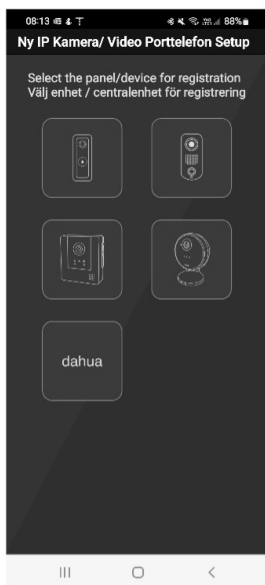 08:13
88%
Ny IP Kamera/ Video Porttelefon Setup
Select the panel/device for registration
Välj enhet / centralenhet för registrering
dahua